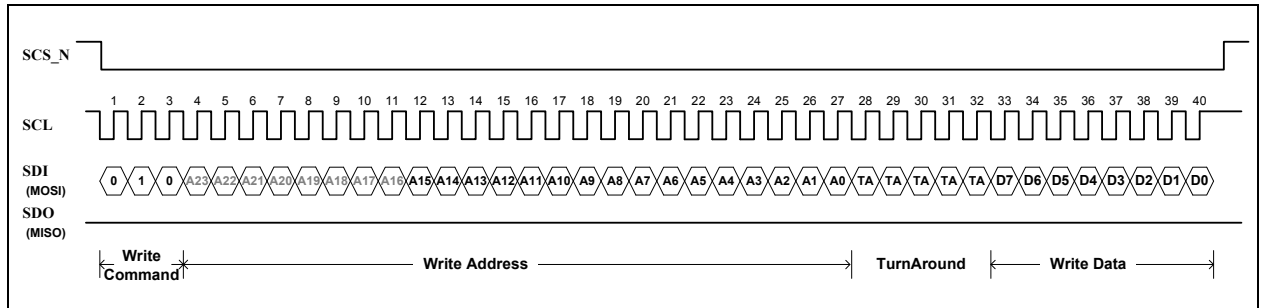 SCS_N
1 2 3 4 5 6 7 8 9 10 11 12 13 14 15 16 17 18 19 20 21 22 23 24 25 26 27 28 29 30 31 32 33 34 35 36 37 38 39 40
SCL
SDI
(MOSI)
0 1 0 A23 A22 A21 A20 A19 A18 A17 A16 A15 A14 A13 A12 A11 A10 A9 A8 A7 A6 A5 A4 A3 A2 A1 A0 TA TA TA TA TA D7 D6 D5 D4 D3 D2 D1 D0
SDO
(MISO)
Write
Command
Write Address
TurnAround
Write Data